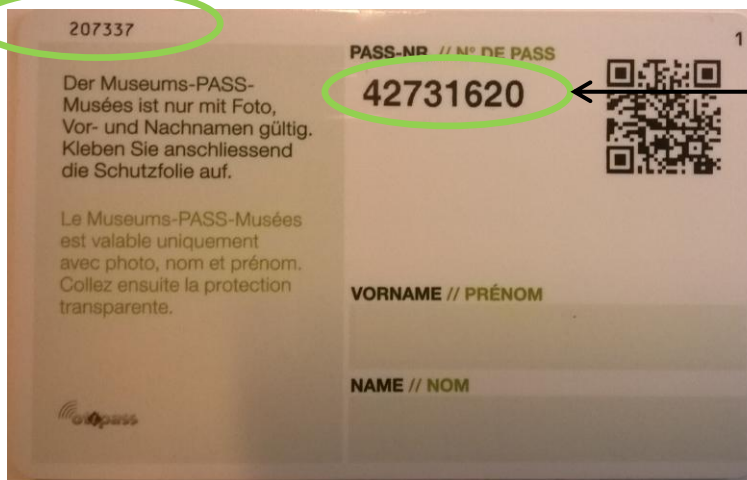 207337
Der Museums-PASS-
Musées ist nur mit Foto,
Vor- und Nachnamen gültig.
Kleben Sie anschliessend
die Schutzfolie auf.
Le Museums-PASS-Musées
est valable uniquement
avec photo, nom et prénom.
Collez ensuite la protection
transparente.
PASS-NR. // N° DE PASS
42731620
1
VORNAME // PRÉNOM
NAME // NOM